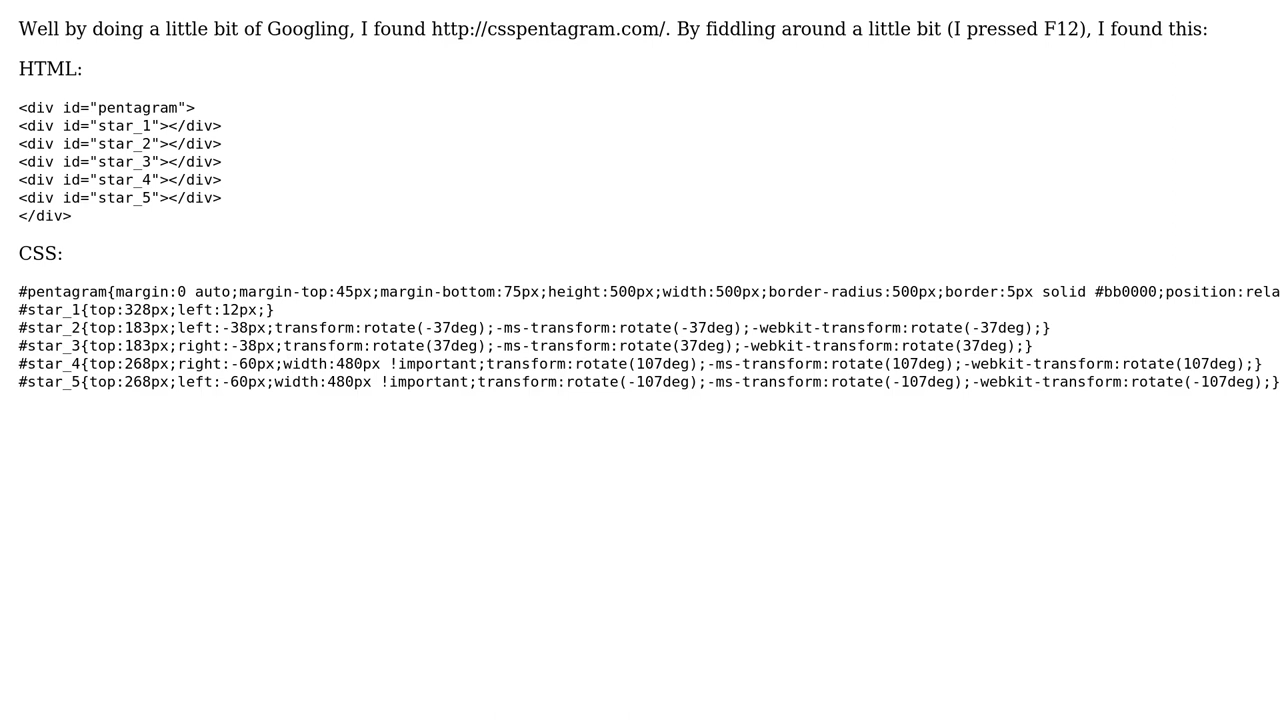 Well by doing a little bit of Googling, I found http://csspentagram.com/. By fiddling around a little bit (I pressed F12), I found this:
HTML:
<div id="pentagram">
<div id="star_1"></div>
<div id="star_2"></div>
<div id="star_3"></div>
<div id="star_4"></div>
<div id="star_5"></div>
</div>
CSS:
#pentagram{margin:0 auto;margin-top:45px;margin-bottom:75px;height:500px;width:500px;border-radius:500px;border:5px solid #bb0000;position:rela
#star_1{top:328px;left:12px;}
#star_2{top:183px;left:-38px;transform:rotate(-37deg);-ms-transform:rotate(-37deg);-webkit-transform:rotate(-37deg);}
#star_3{top:183px;right:-38px;transform:rotate(37deg);-ms-transform:rotate(37deg);-webkit-transform:rotate(37deg);}
#star_4{top:268px;right:-60px;width:480px !important;transform:rotate(107deg);-ms-transform:rotate(107deg);-webkit-transform:rotate(107deg);}
#star_5{top:268px;left:-60px;width:480px !important;transform:rotate(-107deg);-ms-transform:rotate(-107deg);-webkit-transform:rotate(-107deg);}